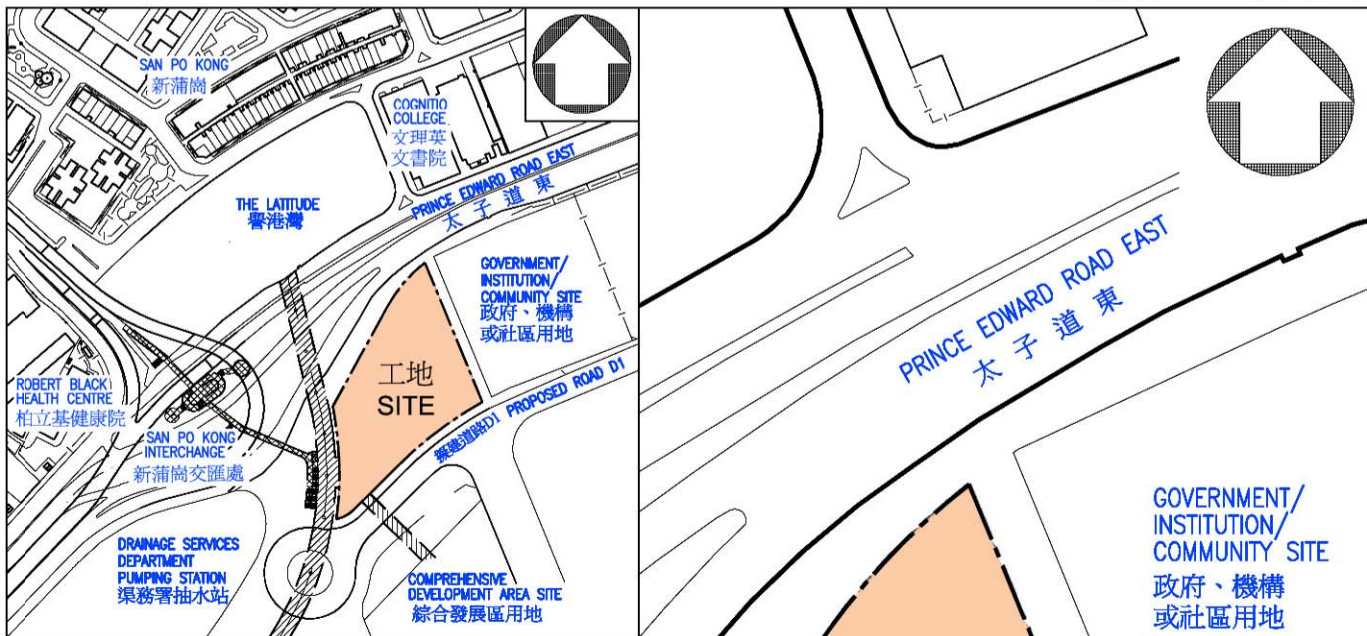 SAN PO KONG
新蒲崗
COGNITIO
COLLEGE
文理英
文書院
PRINCE EDWARD ROAD EAST
太子道東
THE LATITUDE
譽港灣
GOVERNMENT/
INSTITUTION/
COMMUNITY SITE
政府、機構
或社區用地
工地
SITE
ROBERT BLACK
HEALTH CENTRE
柏立基健康院
SAN PO KONG
INTERCHANGE
新蒲崗交匯處
擬建道路D1 PROPOSED ROAD D1
DRAINAGE SERVICES
DEPARTMENT
PUMPING STATION
渠務署抽水站
COMPREHENSIVE
DEVELOPMENT AREA SITE
綜合發展區用地
PRINCE EDWARD ROAD EAST
太子道東
GOVERNMENT/
INSTITUTION/
COMMUNITY SITE
政府、機構
或社區用地